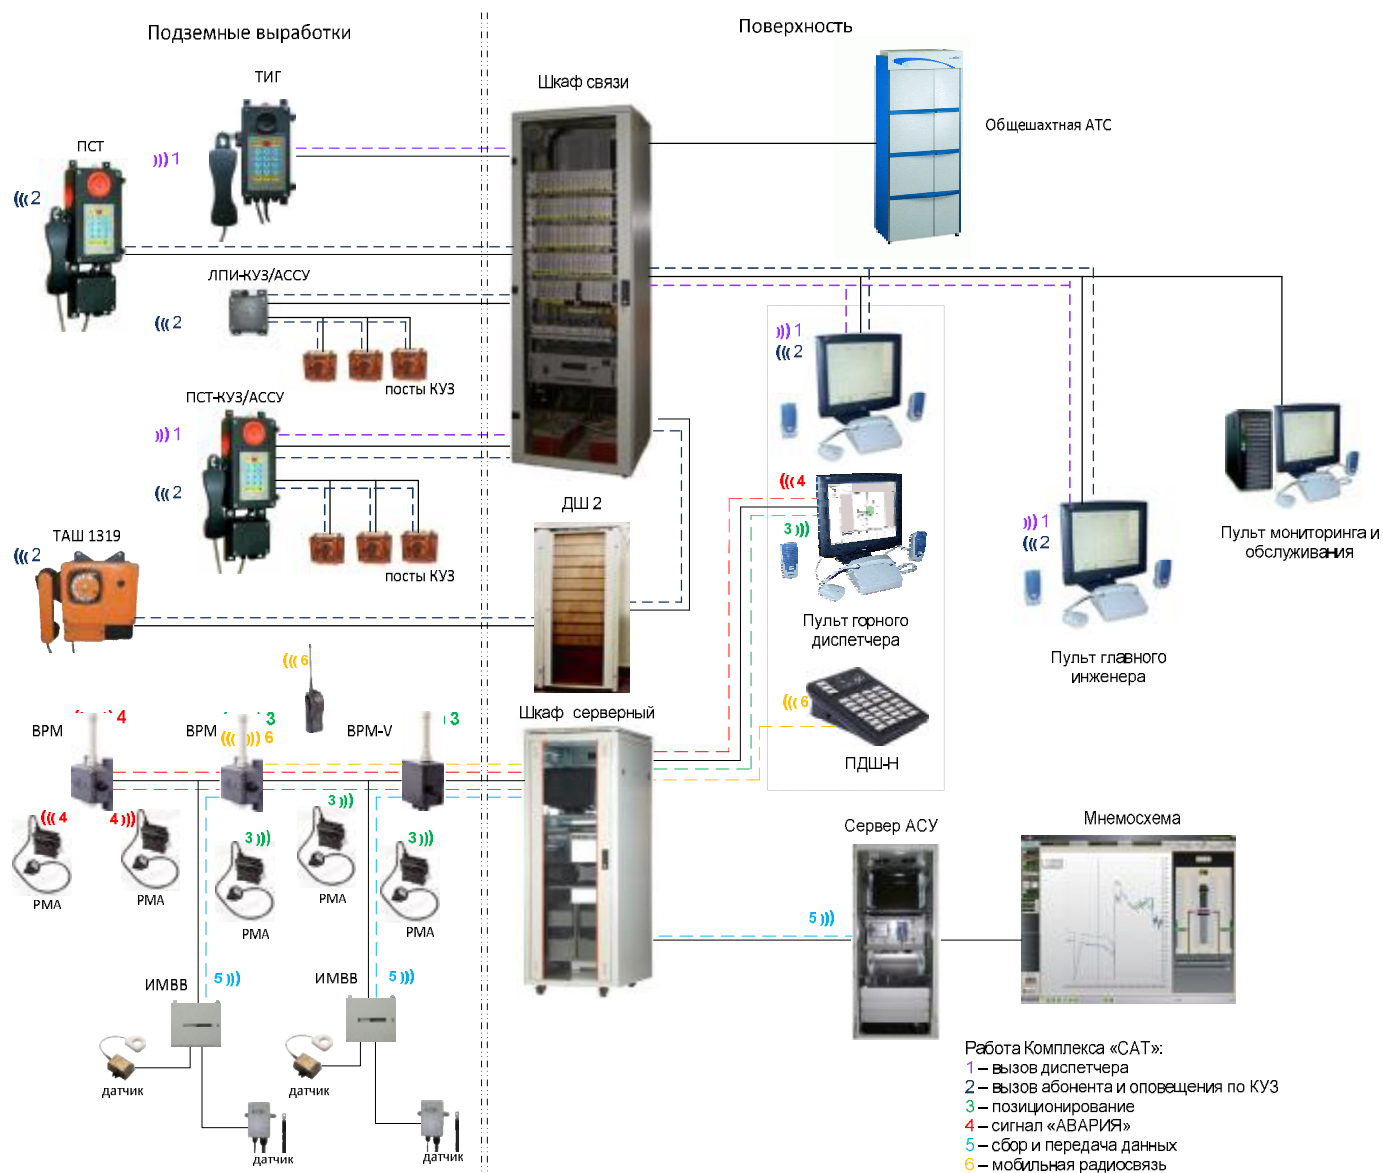 Подземные выработки
Поверхность
ТИГ
Шкаф связи
ПСТ
Общешахтная АТС
))) 1
((( 2
ЛПИ-КУЗ/АССУ
((( 2
посты КУЗ
))) 1
((( 2
ПСТ-КУЗ/АССУ
))) 1
((( 2
посты КУЗ
((( 4
3 )))
ДШ 2
ТАШ 1319
((( 2
))) 1
((( 2
Пульт мониторинга и
обслуживания
Пульт горного
диспетчера
Пульт главного
инженера
((( 6
((( 6
ПДШ-Н
Шкаф серверный
ВРМ
4
ВРМ
3
((( ))) 6
ВРМ-V
3
((( 4
4 )))
3 )))
3 )))
3 )))
РМА
РМА
РМА
РМА
РМА
Сервер АСУ
Мнемосхема
5 )))
ИМВВ
5 )))
ИМВВ
5 )))
датчик
датчик
датчик
датчик
Работа Комплекса «САТ»:
1 – вызов диспетчера
2 – вызов абонента и оповещения по КУЗ
3 – позиционирование
4 – сигнал «АВАРИЯ»
5 – сбор и передача данных
6 – мобильная радиосвязь